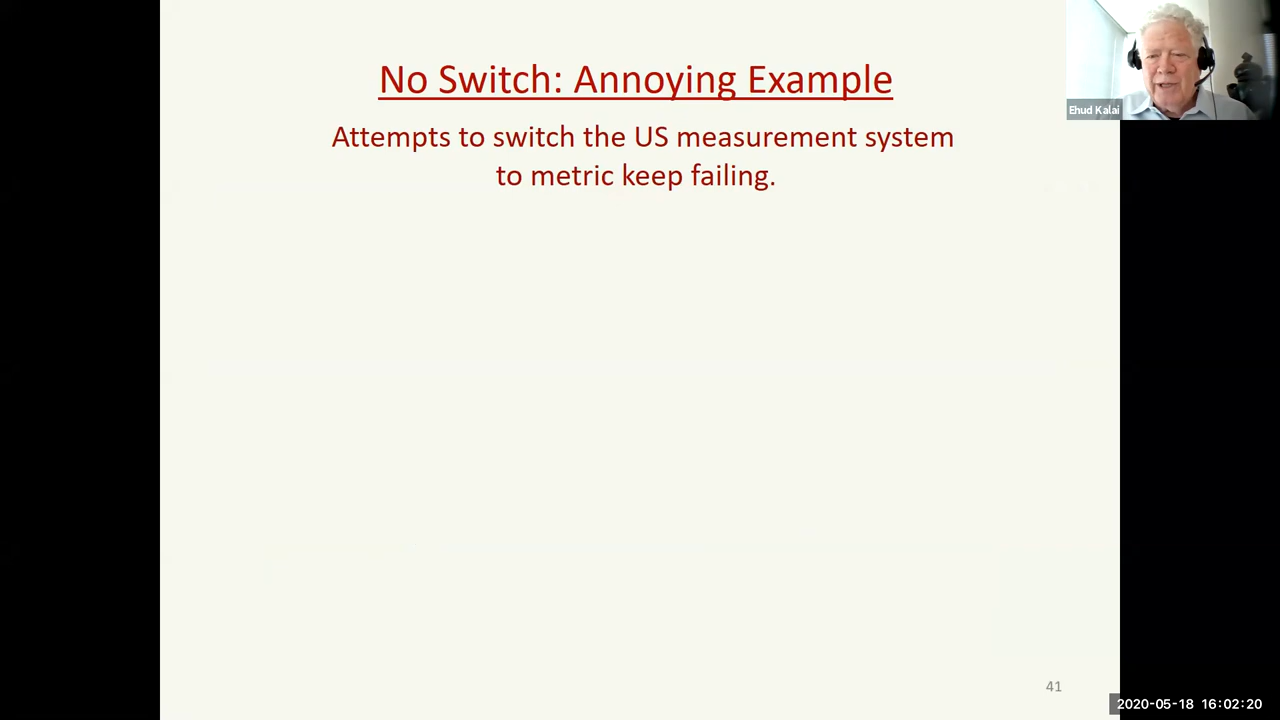 No Switch: Annoying Example
Ehud Kalai
Attempts to switch the US measurement system
to metric keep failing.
41
2020-05-18 16:02:20